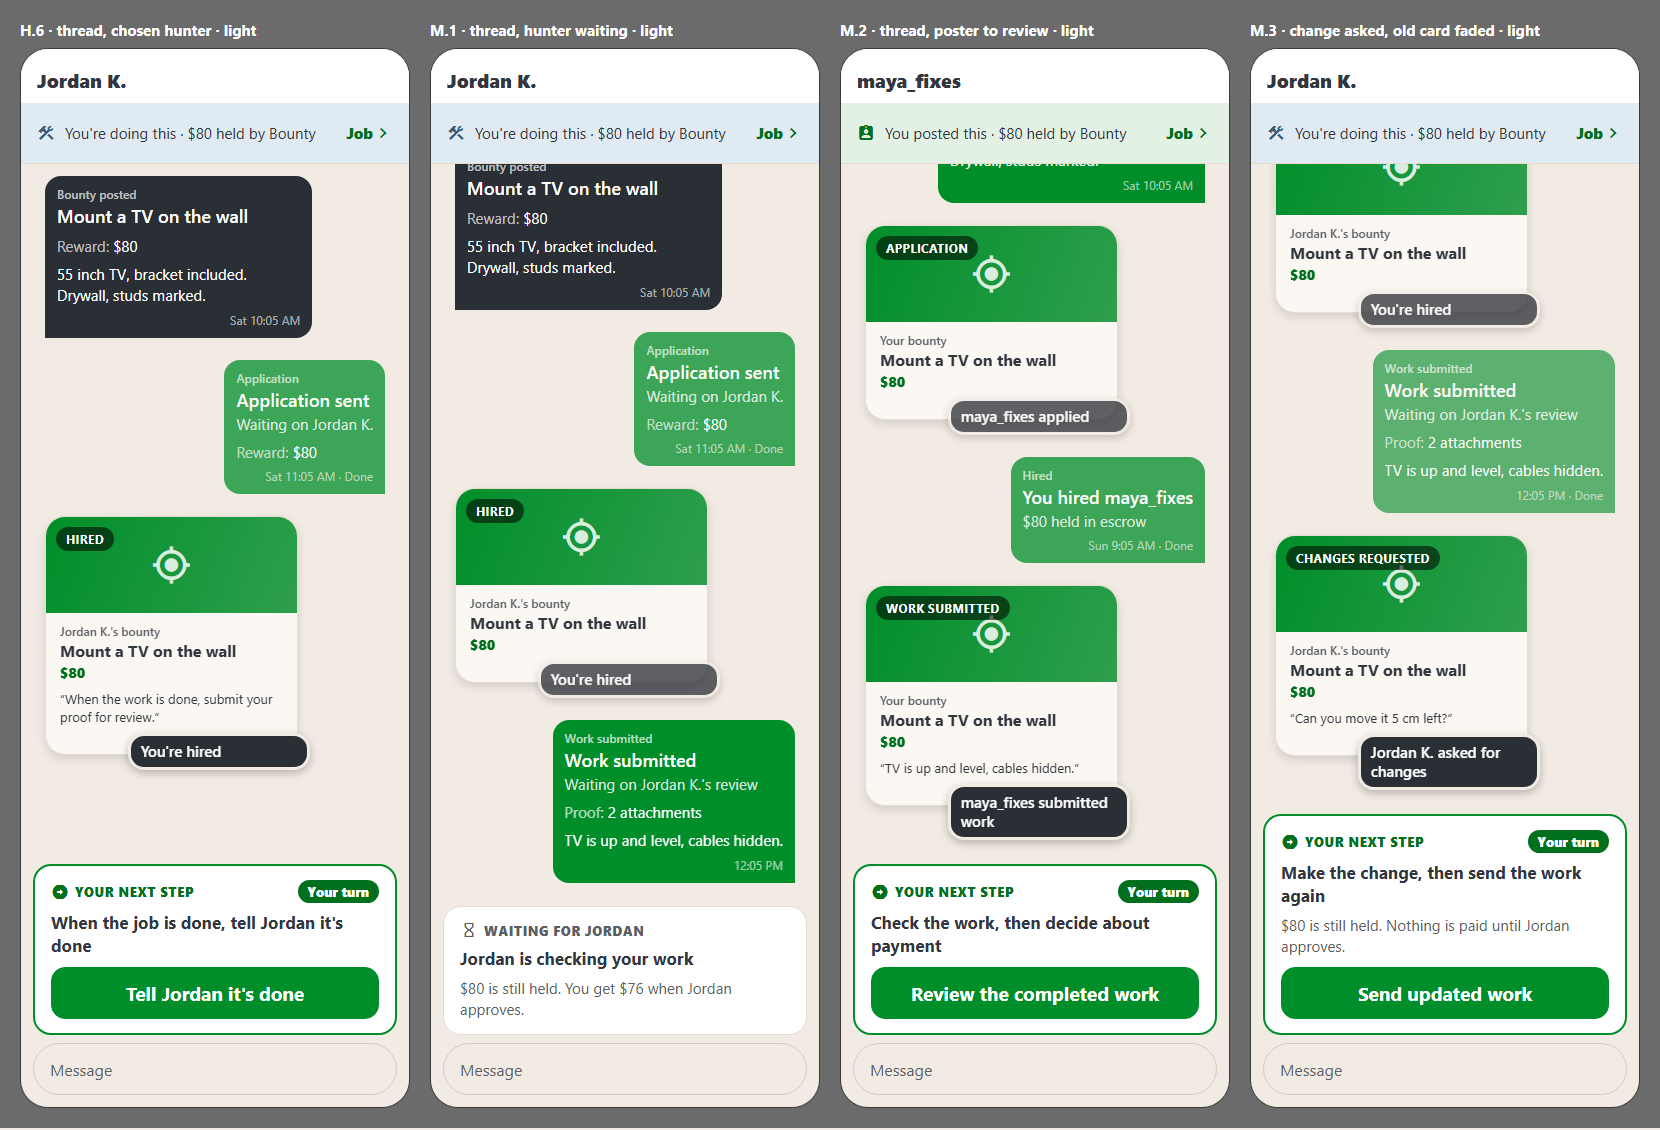 H.6 · thread, chosen hunter · light
Jordan K.
You're doing this · $80 held by Bounty
Job
Bounty posted
Mount a TV on the wall
Reward: $80
55 inch TV, bracket included.
Drywall, studs marked.
Sat 10:05 AM
Application
Application sent
Waiting on Jordan K.
Reward: $80
Sat 11:05 AM · Done
HIRED
Jordan K.'s bounty
Mount a TV on the wall
$80
“When the work is done, submit your
proof for review.”
You're hired
YOUR NEXT STEP
Your turn
When the job is done, tell Jordan it's
done
Tell Jordan it's done
Message
M.1 · thread, hunter waiting · light
Jordan K.
You're doing this · $80 held by Bounty
Job
Bounty posted
Mount a TV on the wall
Reward: $80
55 inch TV, bracket included.
Drywall, studs marked.
Sat 10:05 AM
Application
Application sent
Waiting on Jordan K.
Reward: $80
Sat 11:05 AM · Done
HIRED
Jordan K.'s bounty
Mount a TV on the wall
$80
You're hired
Work submitted
Work submitted
Waiting on Jordan K.'s review
Proof: 2 attachments
TV is up and level, cables hidden.
12:05 PM
WAITING FOR JORDAN
Jordan is checking your work
$80 is still held. You get $76 when Jordan
approves.
Message
M.2 · thread, poster to review · light
maya_fixes
You posted this · $80 held by Bounty
Job
Drywall, studs marked.
Sat 10:05 AM
APPLICATION
Your bounty
Mount a TV on the wall
$80
maya_fixes applied
Hired
You hired maya_fixes
$80 held in escrow
Sun 9:05 AM · Done
WORK SUBMITTED
Your bounty
Mount a TV on the wall
$80
“TV is up and level, cables hidden.”
maya_fixes submitted
work
YOUR NEXT STEP
Your turn
Check the work, then decide about
payment
Review the completed work
Message
M.3 · change asked, old card faded · light
Jordan K.
You're doing this · $80 held by Bounty
Job
Jordan K.'s bounty
Mount a TV on the wall
$80
You're hired
Work submitted
Work submitted
Waiting on Jordan K.'s review
Proof: 2 attachments
TV is up and level, cables hidden.
12:05 PM · Done
CHANGES REQUESTED
Jordan K.'s bounty
Mount a TV on the wall
$80
“Can you move it 5 cm left?”
Jordan K. asked for
changes
YOUR NEXT STEP
Your turn
Make the change, then send the work
again
$80 is still held. Nothing is paid until Jordan
approves.
Send updated work
Message